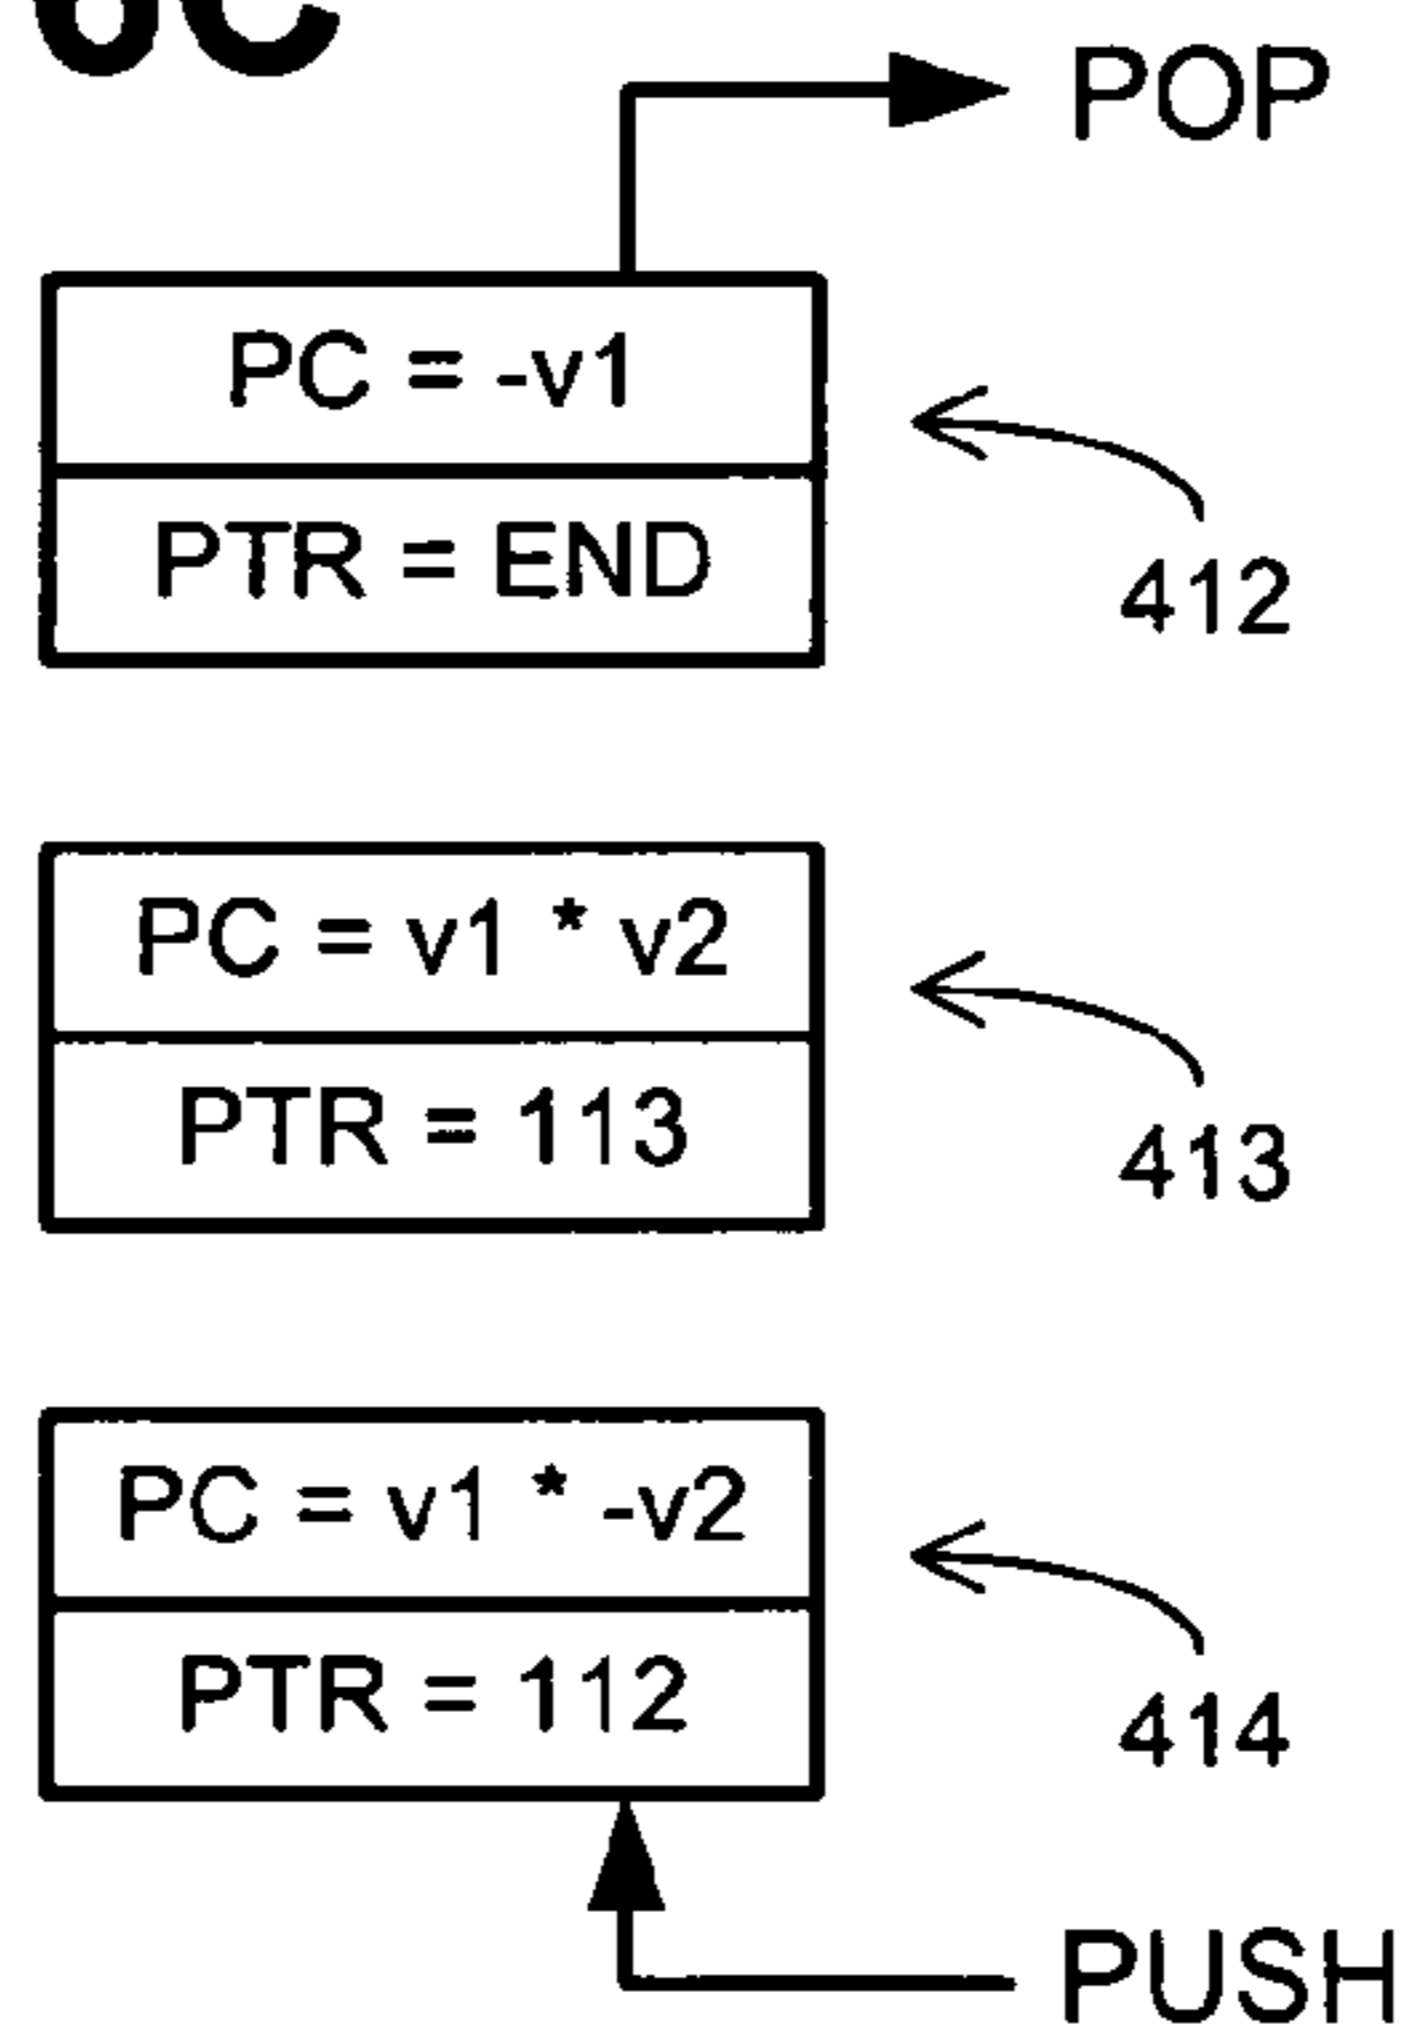 POP
PC = -v1
PTR = END
412
PC = v1 * v2
PTR = 113
413
PC = v1 * -v2
PTR = 112
414
PUSH